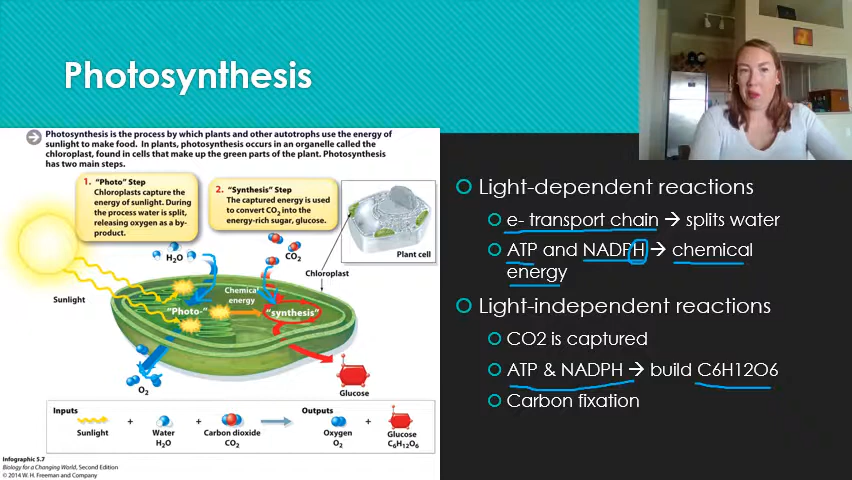 Photosynthesis
Photosynthesis is the process by which plants and other autotrophs use the energy of
sunlight to make food. In plants, photosynthesis occurs in an organelle called the
chloroplast, found in cells that make up the green parts of the plant. Photosynthesis
has two main steps.
1. "Photo" Step
Chloroplasts capture the
energy of sunlight. During
the process water is split,
releasing oxygen as a by-
product.
2. "Synthesis" Step
The captured energy is
used to convert CO2 into the
energy-rich sugar, glucose.
Plant cell
H2O
CO2
Chloroplast
Sunlight
Chemical
energy
"Photo-"
"synthesis"
O2
Glucose
Inputs
Outputs
+
+
+
Sunlight
Water
H2O
Carbon dioxide
CO2
Oxygen
O2
Glucose
C6H12O6
Infographic 5.7
Biology for a Changing World, Second Edition
© 2014 W. H. Freeman and Company
Light-dependent reactions
e- transport chain → splits water
ATP and NADPH → chemical
energy
Light-independent reactions
CO2 is captured
ATP & NADPH → build C6H12O6
Carbon fixation